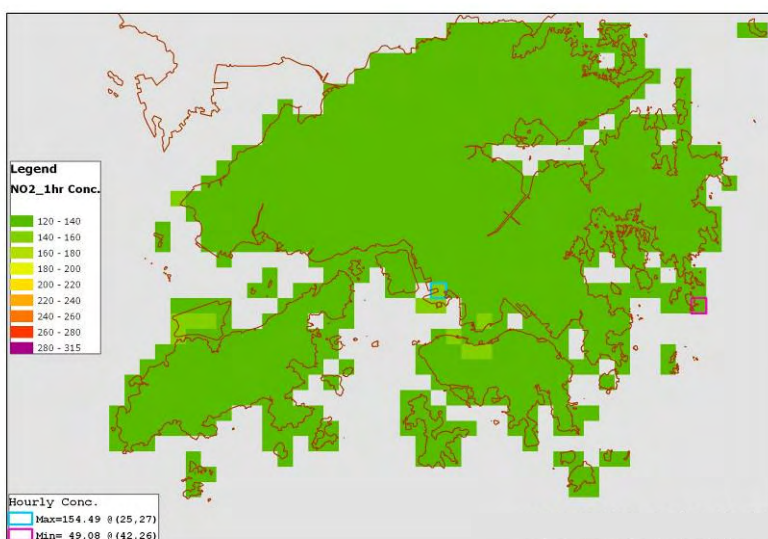 Legend
NO2_1hr Conc.
120 - 140
140 - 160
160 - 180
180 - 200
200 - 220
220 - 240
240 - 260
260 - 280
280 - 315
Hourly Conc.
Max=154.49 @(25,27)
Min= 49.08 @(42,26)